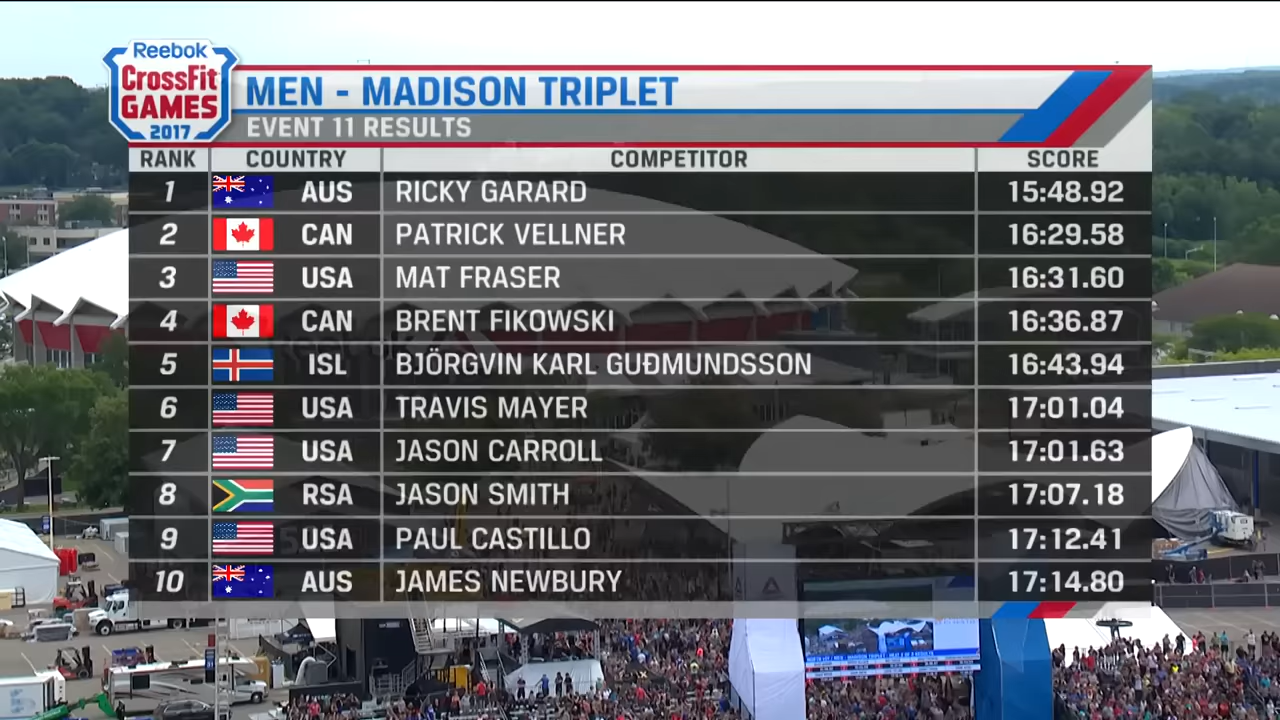 Reebok
CrossFit
GAMES
2017
MEN - MADISON TRIPLET
EVENT 11 RESULTS
RANK COUNTRY COMPETITOR SCORE
1 AUS RICKY GARARD 15:48.92
2 CAN PATRICK VELLNER 16:29.58
3 USA MAT FRASER 16:31.60
4 CAN BRENT FIKOWSKI 16:36.87
5 ISL BJÖRGVIN KARL GUÐMUNDSSON 16:43.94
6 USA TRAVIS MAYER 17:01.04
7 USA JASON CARROLL 17:01.63
8 RSA JASON SMITH 17:07.18
9 USA PAUL CASTILLO 17:12.41
10 AUS JAMES NEWBURY 17:14.80